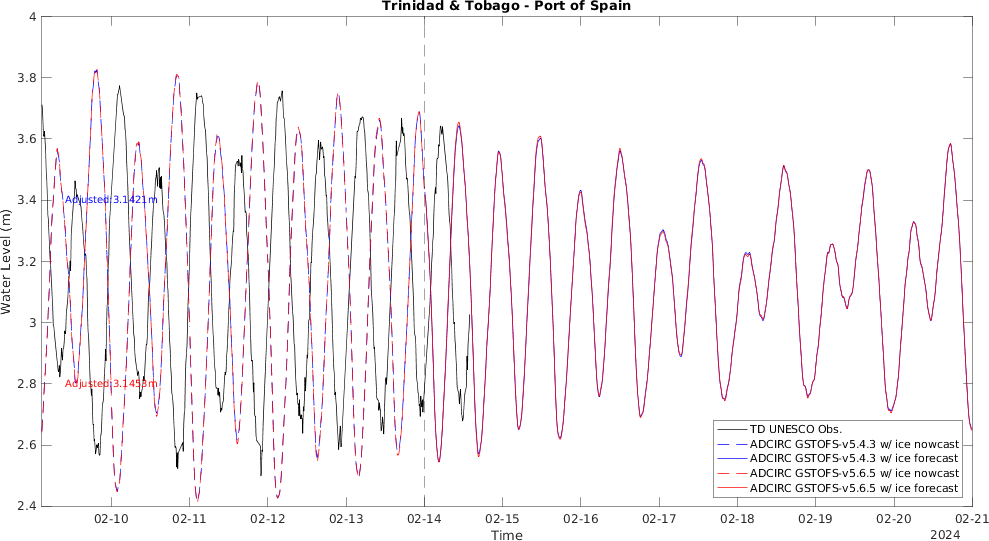 Trinidad & Tobago - Port of Spain
4
3.8
3.6
3.4
3.2
3
2.8
2.6
2.4
Water Level (m)
Adjusted:3.1421m
Adjusted:3.1453m
02-10
02-11
02-12
02-13
02-14
02-15
02-16
02-17
02-18
02-19
02-20
02-21
Time
2024
TD UNESCO Obs.
ADCIRC GSTOFS-v5.4.3 w/ ice nowcast
ADCIRC GSTOFS-v5.4.3 w/ ice forecast
ADCIRC GSTOFS-v5.6.5 w/ ice nowcast
ADCIRC GSTOFS-v5.6.5 w/ ice forecast